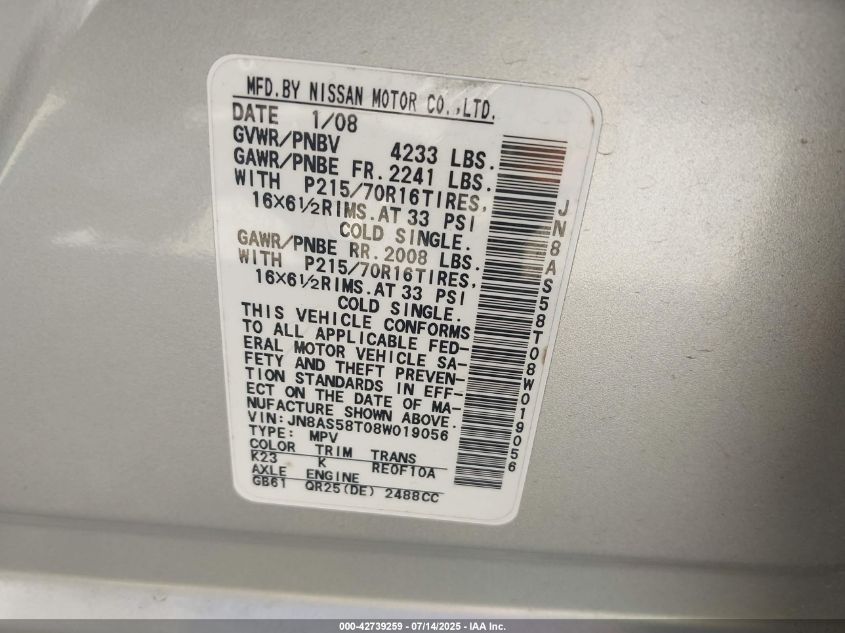 MFD.BY NISSAN MOTOR CO.,LTD.
DATE 1/08
GVWR/PNBV 4233 LBS.
GAWR/PNBE FR. 2241 LBS.
WITH P215/70R16TIRES,
16X6½RIMS.AT 33 PSI
COLD SINGLE.
GAWR/PNBE RR. 2008 LBS.
WITH P215/70R16TIRES,
16X6½RIMS.AT 33 PSI
COLD SINGLE.
THIS VEHICLE CONFORMS
TO ALL APPLICABLE FED-
ERAL MOTOR VEHICLE SA-
FETY AND THEFT PREVEN-
TION STANDARDS IN EFF-
ECT ON THE DATE OF MA-
NUFACTURE SHOWN ABOVE.
VIN:JN8AS58T08W019056
TYPE: MPV
COLOR TRIM TRANS
K23 K RE0F10A
AXLE ENGINE
GB61 QR25(DE) 2488CC
JN8AS58T08W019056
000-42739259 - 07/14/2025 - IAA Inc.